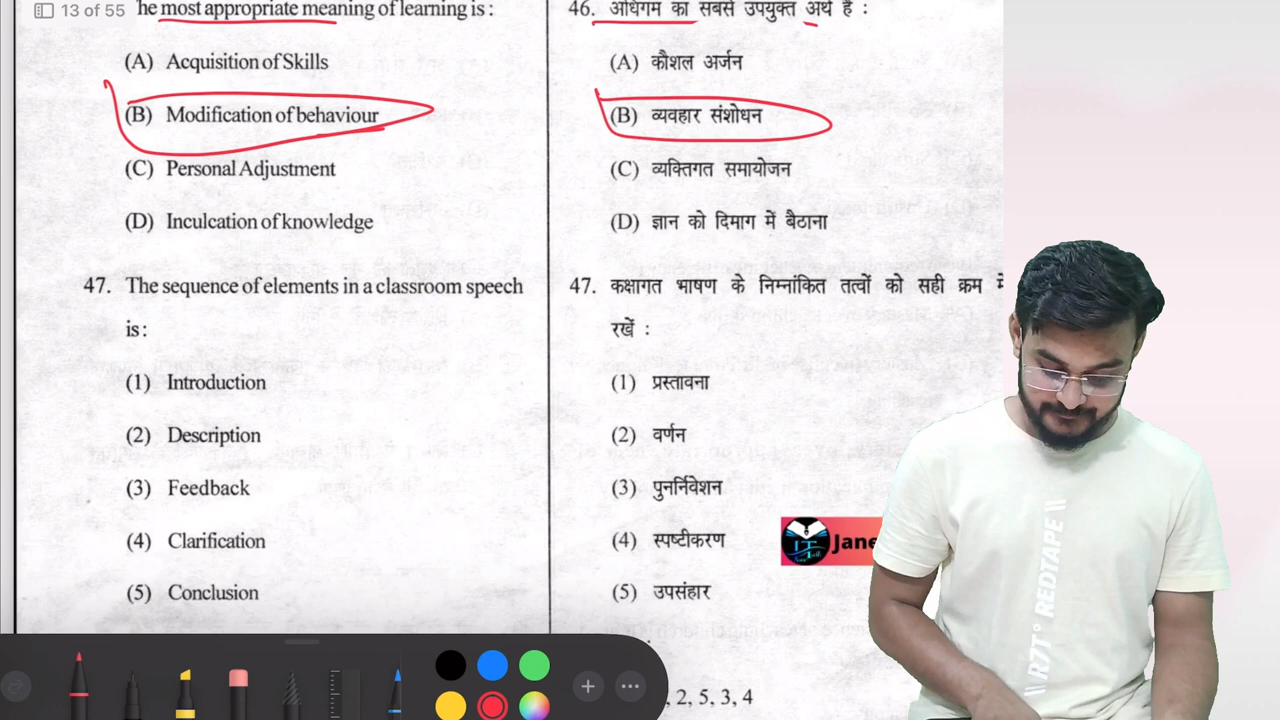 13 of 55
he most appropriate meaning of learning is :
(A) Acquisition of Skills
(B) Modification of behaviour
(C) Personal Adjustment
(D) Inculcation of knowledge
47. The sequence of elements in a classroom speech
is :
(1) Introduction
(2) Description
(3) Feedback
(4) Clarification
(5) Conclusion
46. अधिगम का सबसे उपयुक्त अर्थ है :
(A) कौशल अर्जन
(B) व्यवहार संशोधन
(C) व्यक्तिगत समायोजन
(D) ज्ञान को दिमाग में बैठाना
47. कक्षागत भाषण के निम्नांकित तत्वों को सही क्रम में
रखें :
(1) प्रस्तावना
(2) वर्णन
(3) पुनर्निवेशन
(4) स्पष्टीकरण
(5) उपसंहार
, 2, 5, 3, 4
Jane
R7T° REDTAPE